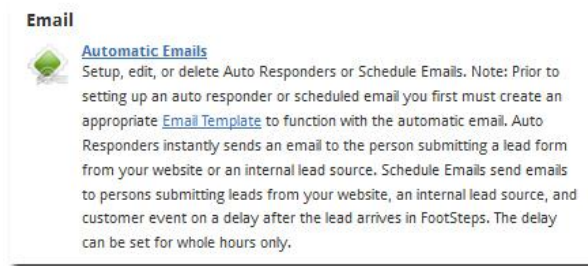 Email
Automatic Emails
Setup, edit, or delete Auto Responders or Schedule Emails. Note: Prior to
setting up an auto responder or scheduled email you first must create an
appropriate Email Template to function with the automatic email. Auto
Responders instantly sends an email to the person submitting a lead form
from your website or an internal lead source. Schedule Emails send emails
to persons submitting leads from your website, an internal lead source, and
customer event on a delay after the lead arrives in FootSteps. The delay
can be set for whole hours only.